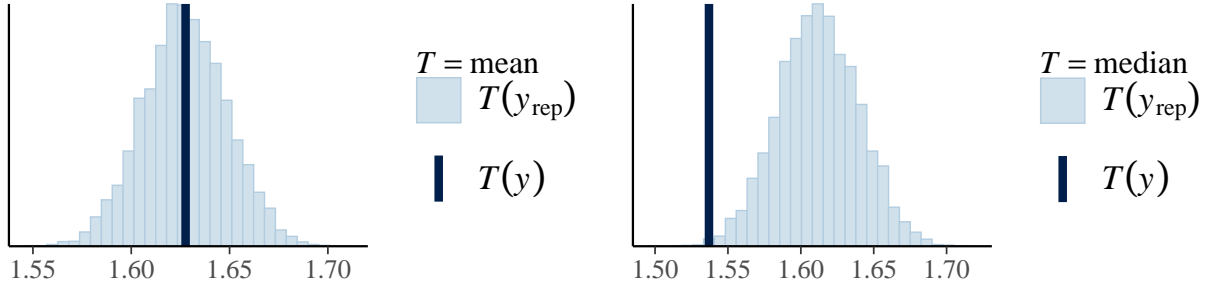 T = mean
T(y_rep)
T(y)
1.55 1.60 1.65 1.70
T = median
T(y_rep)
T(y)
1.50 1.55 1.60 1.65 1.70